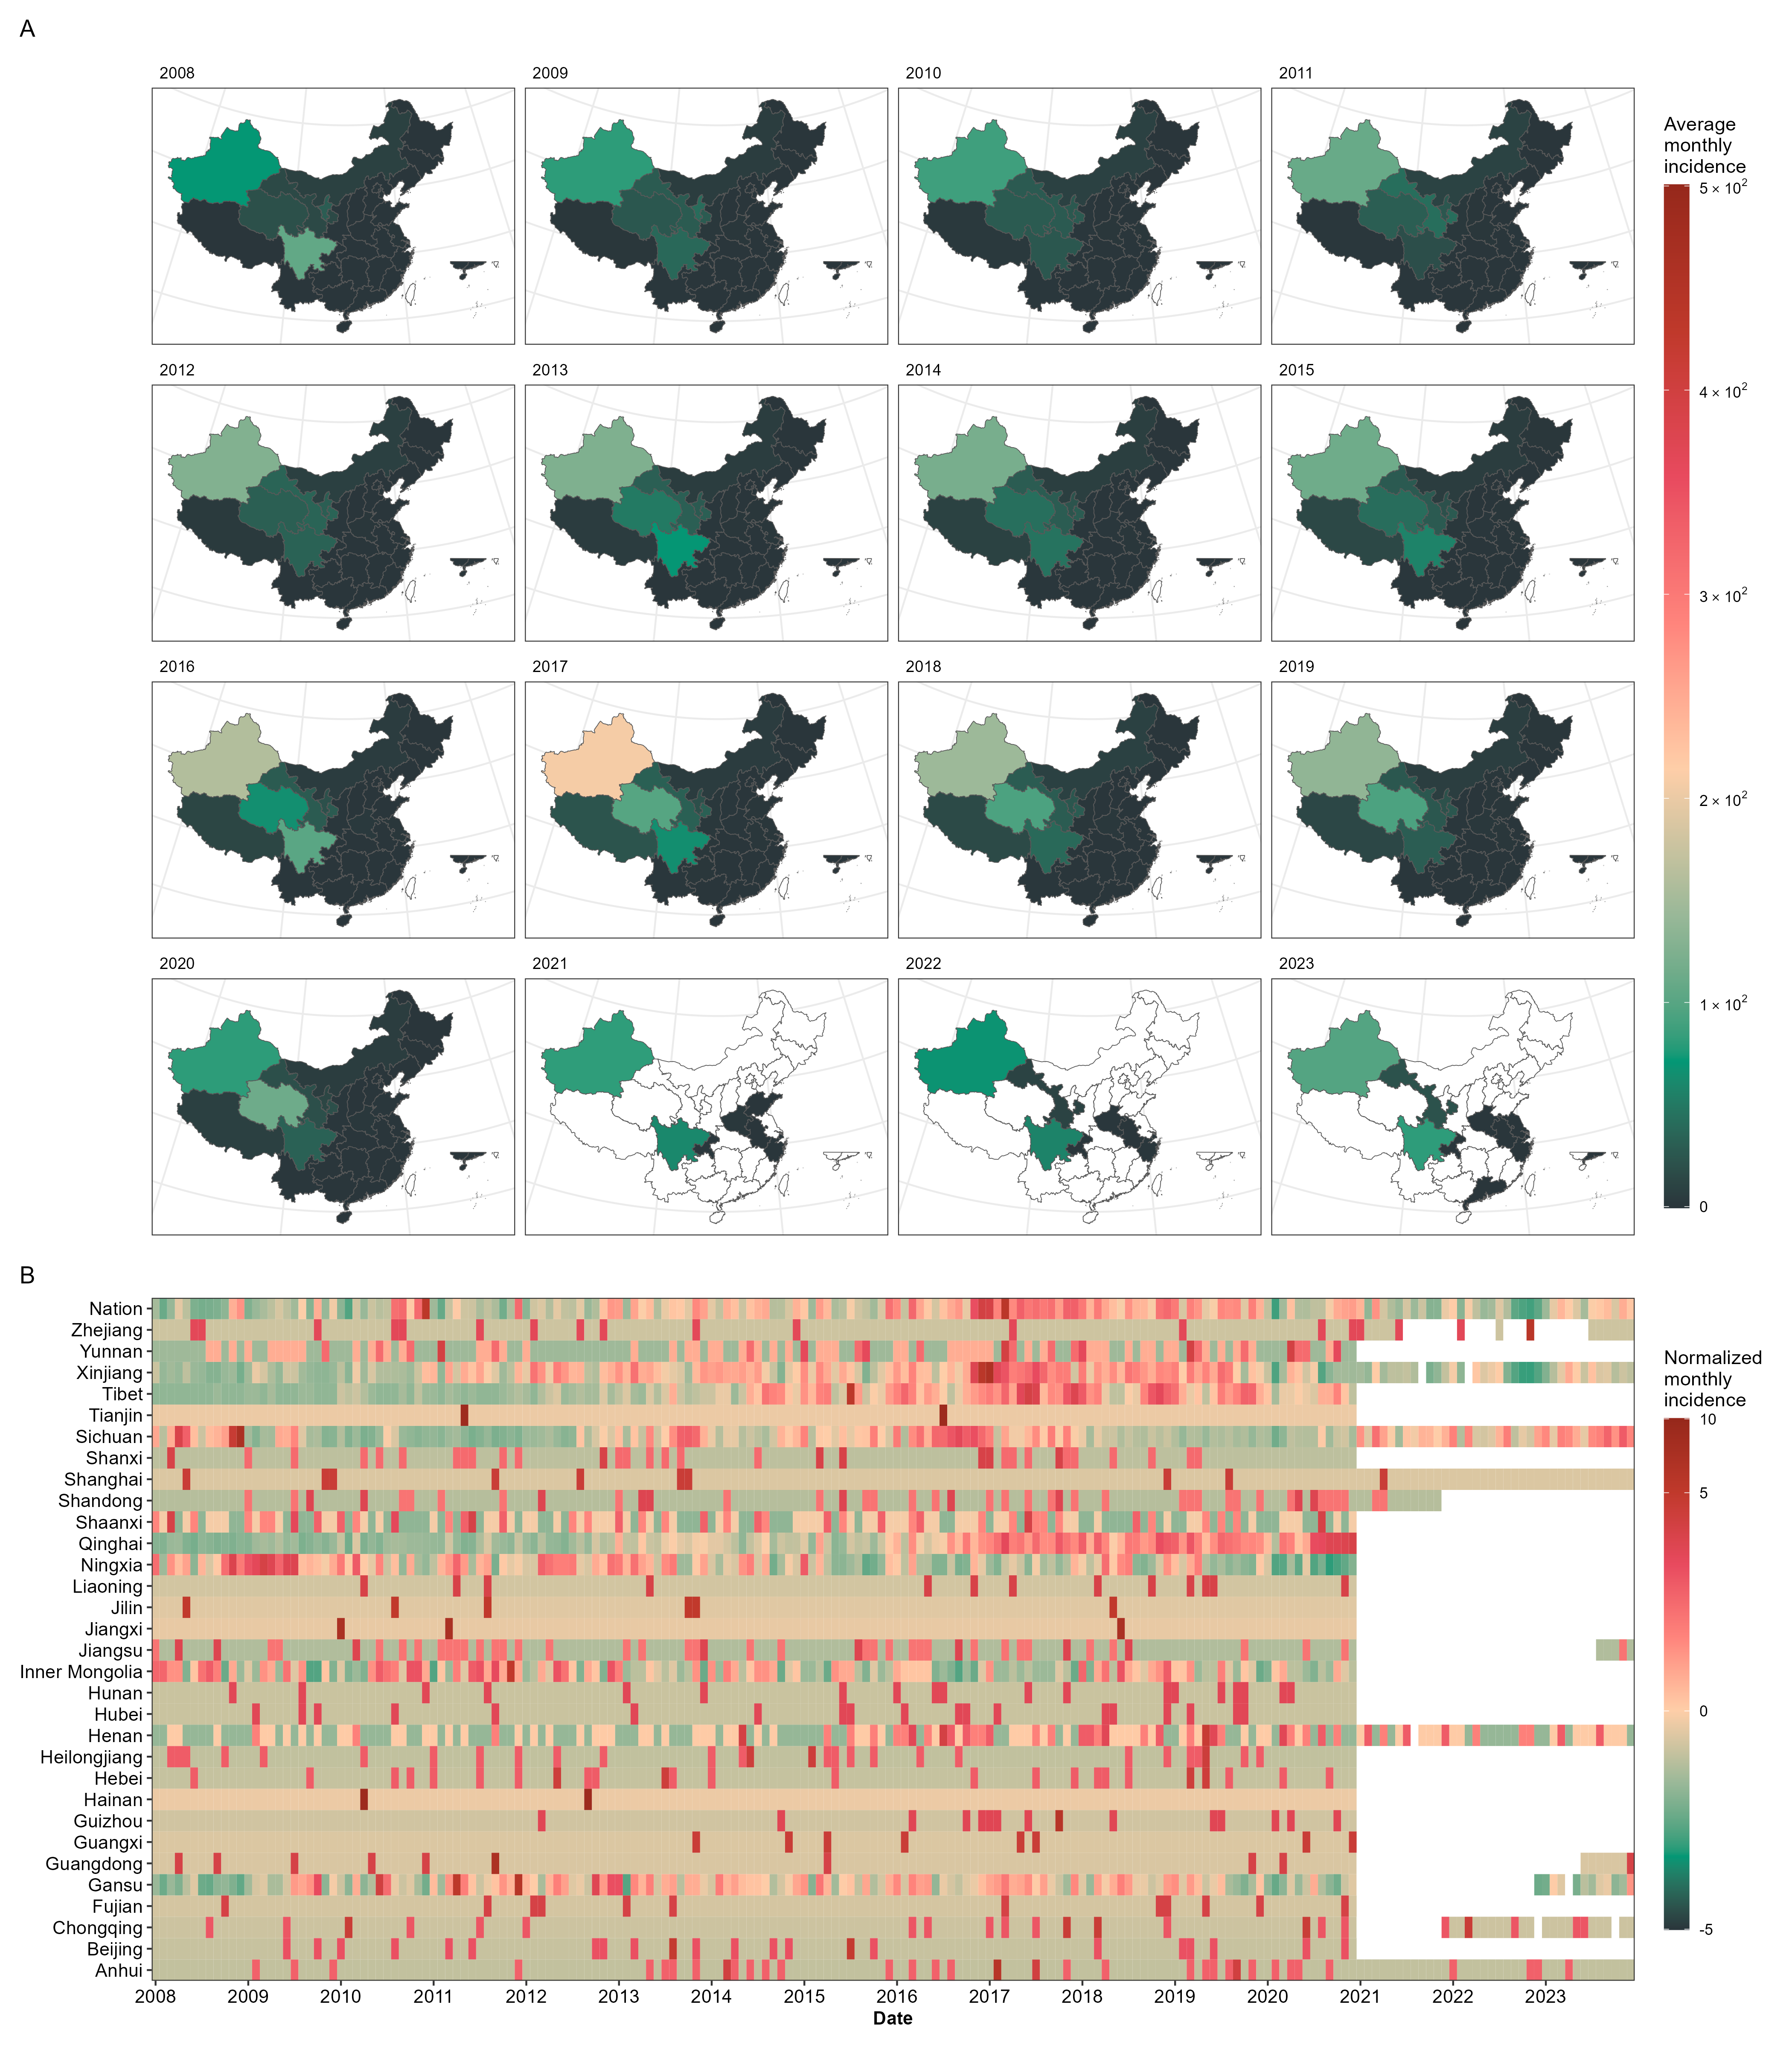 A
2008
2009
2010
2011
2012
2013
2014
2015
2016
2017
2018
2019
2020
2021
2022
2023
Average
monthly
incidence
5 × 10²
4 × 10²
3 × 10²
2 × 10²
1 × 10²
0
B
Nation
Zhejiang
Yunnan
Xinjiang
Tibet
Tianjin
Sichuan
Shanxi
Shanghai
Shandong
Shaanxi
Qinghai
Ningxia
Liaoning
Jilin
Jiangxi
Jiangsu
Inner Mongolia
Hunan
Hubei
Henan
Heilongjiang
Hebei
Hainan
Guizhou
Guangxi
Guangdong
Gansu
Fujian
Chongqing
Beijing
Anhui
2008 2009 2010 2011 2012 2013 2014 2015 2016 2017 2018 2019 2020 2021 2022 2023
Date
Normalized
monthly
incidence
10
5
0
-5